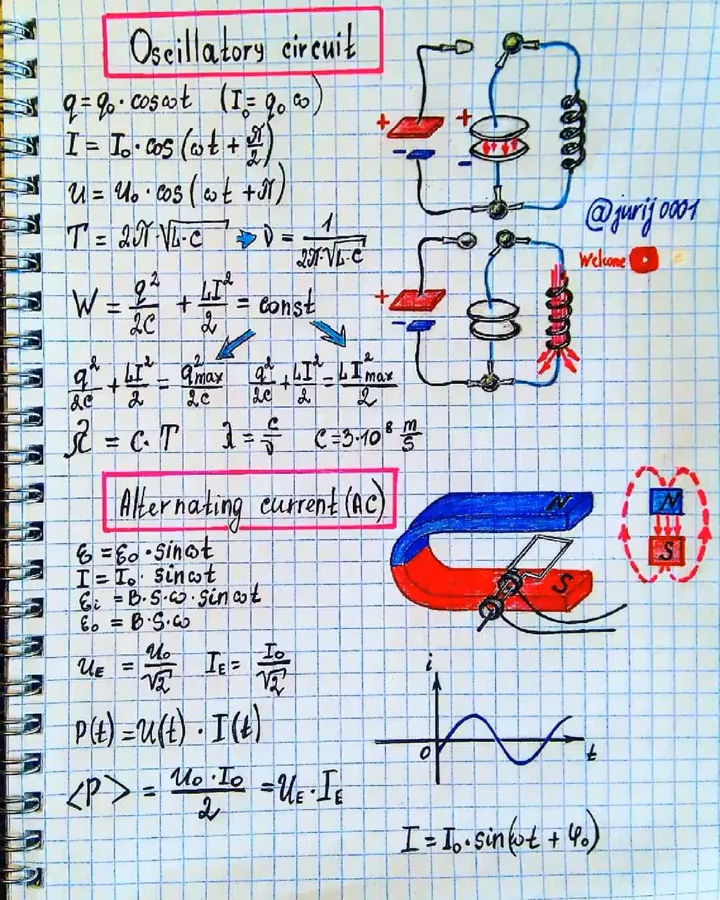 Oscillatory circuit
q = q₀ · cos ωt (I₀ = q₀ ω)
I = I₀ · cos (ωt + π/2)
u = u₀ · cos (ωt + π)
T = 2π · √L·C ➡ ν = 1/(2π·√L·C)
W = q²/2C + LI²/2 = const
q²/2C + LI²/2 = q²max/2C q²/2C + LI²/2 = LI²max/2
λ = c · T λ = c/ν c = 3·10⁸ m/s
+ + - -
@jurij0001
Welcome
+ -
Alternating current (AC)
ε = ε₀ · sin ωt
I = I₀ · sin ωt
εi = B·S·ω · sin ωt
ε₀ = B·S·ω
uE = u₀/√2 IE = I₀/√2
P(t) = u(t) · I(t)
<P> = u₀ · I₀/2 = uE · IE
N
S
N
S
i
0 t
I = I₀ · sin(ωt + φ₀)